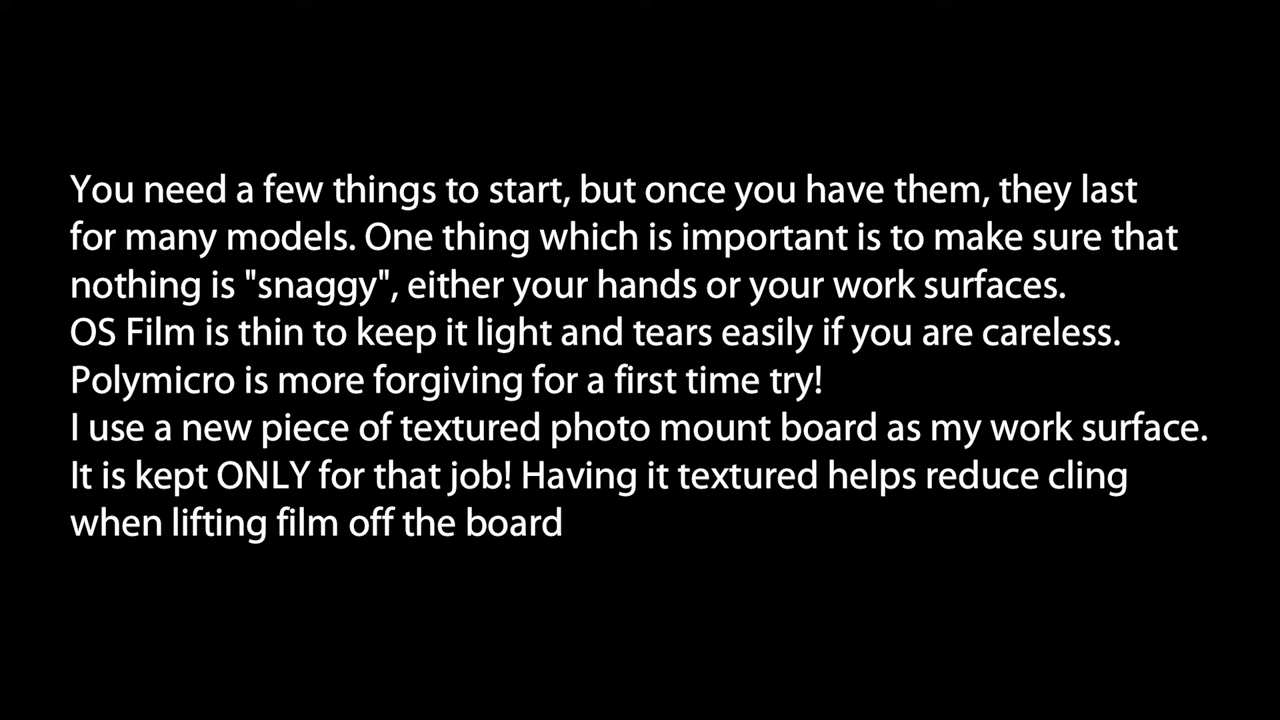 You need a few things to start, but once you have them, they last
for many models. One thing which is important is to make sure that
nothing is "snaggy", either your hands or your work surfaces.
OS Film is thin to keep it light and tears easily if you are careless.
Polymicro is more forgiving for a first time try!
I use a new piece of textured photo mount board as my work surface.
It is kept ONLY for that job! Having it textured helps reduce cling
when lifting film off the board